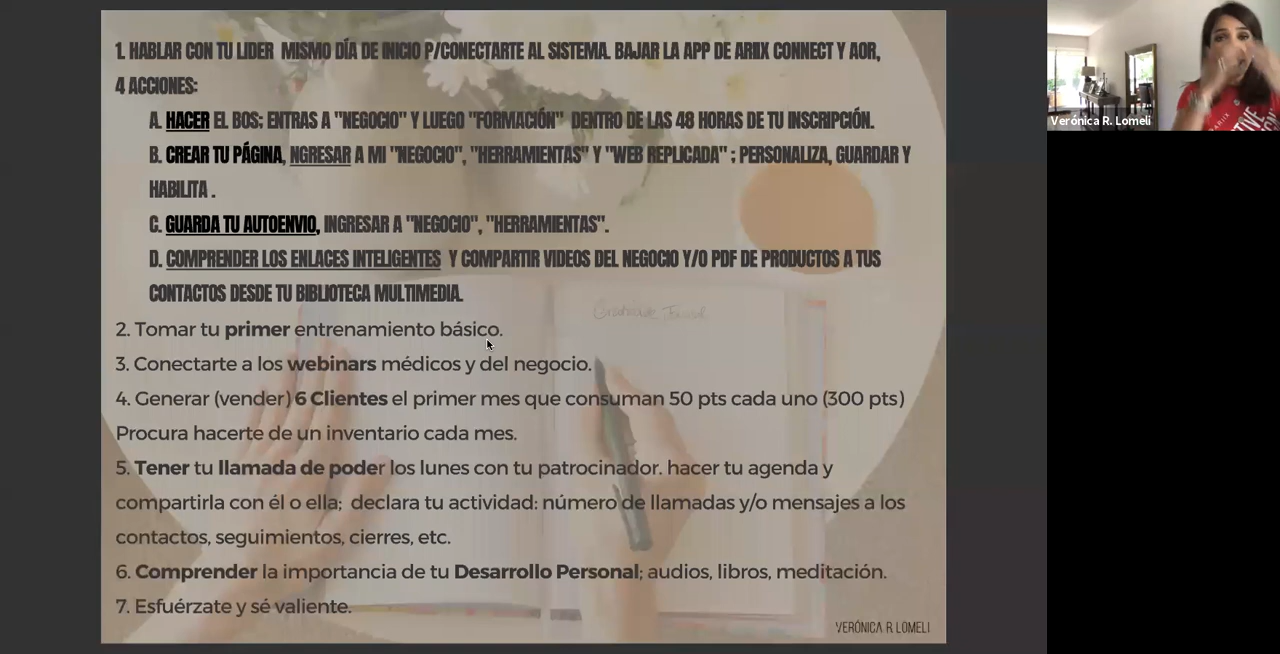 1. HABLAR CON TU LIDER MISMO DÍA DE INICIO P/CONECTARTE AL SISTEMA. BAJAR LA APP DE ARIIX CONNECT Y AOR,
4 ACCIONES:
A. HACER EL BOS; ENTRAS A "NEGOCIO" Y LUEGO "FORMACIÓN" DENTRO DE LAS 48 HORAS DE TU INSCRIPCIÓN.
B. CREAR TU PÁGINA, NGRESAR A MI "NEGOCIO", "HERRAMIENTAS" Y "WEB REPLICADA" ; PERSONALIZA, GUARDAR Y
HABILITA .
C. GUARDA TU AUTOENVIO, INGRESAR A "NEGOCIO", "HERRAMIENTAS".
D. COMPRENDER LOS ENLACES INTELIGENTES Y COMPARTIR VIDEOS DEL NEGOCIO Y/O PDF DE PRODUCTOS A TUS
CONTACTOS DESDE TU BIBLIOTECA MULTIMEDIA.
2. Tomar tu primer entrenamiento básico.
3. Conectarte a los webinars médicos y del negocio.
4. Generar (vender) 6 Clientes el primer mes que consuman 50 pts cada uno (300 pts)
Procura hacerte de un inventario cada mes.
5. Tener tu llamada de poder los lunes con tu patrocinador. hacer tu agenda y
compartirla con él o ella; declara tu actividad: número de llamadas y/o mensajes a los
contactos, seguimientos, cierres, etc.
6. Comprender la importancia de tu Desarrollo Personal; audios, libros, meditación.
7. Esfuérzate y sé valiente.
VERÓNICA R LOMELI
Verónica R. Lomeli